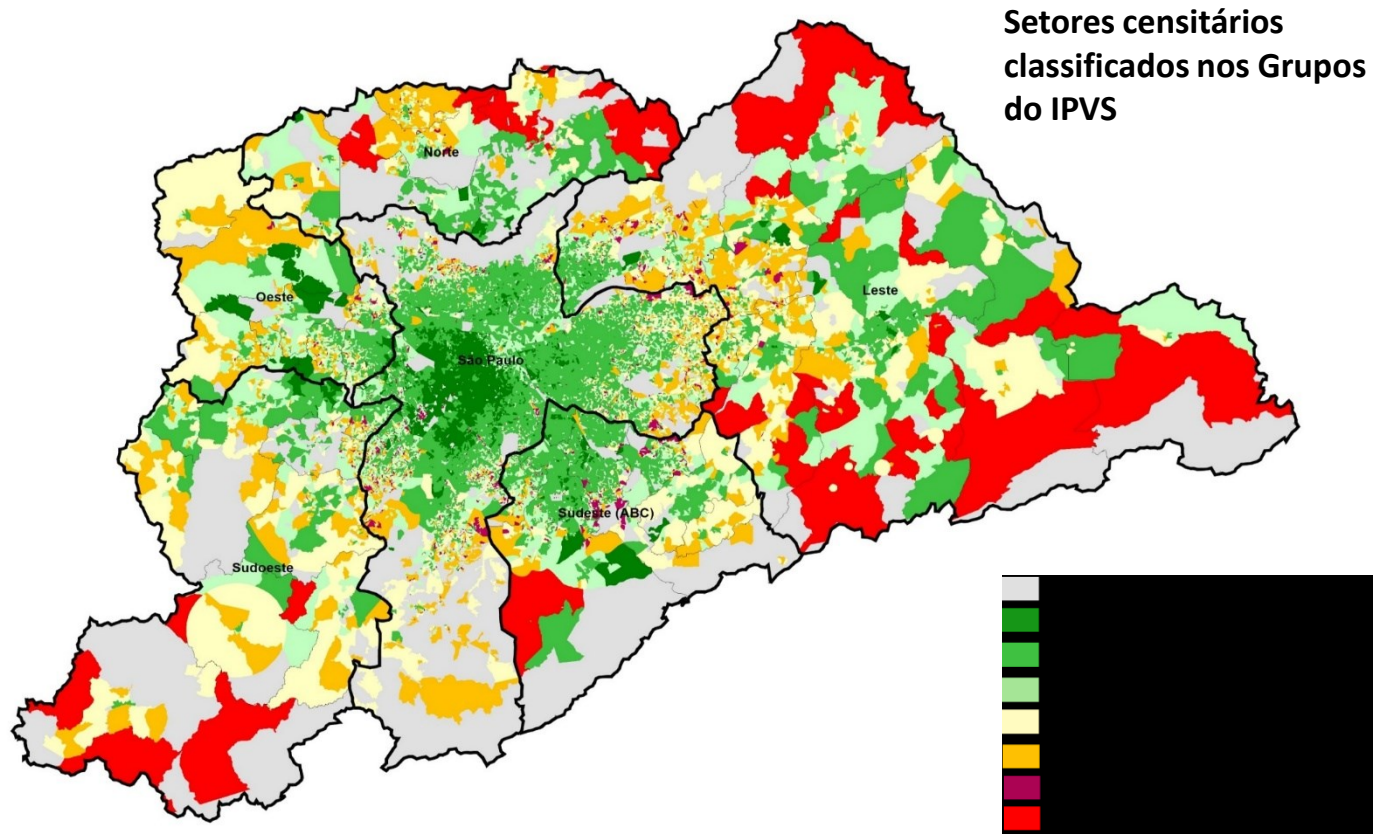 Setores censitários
classificados nos Grupos
do IPVS
Norte
Oeste
Leste
São Paulo
Sudeste (ABC)
Sudoeste